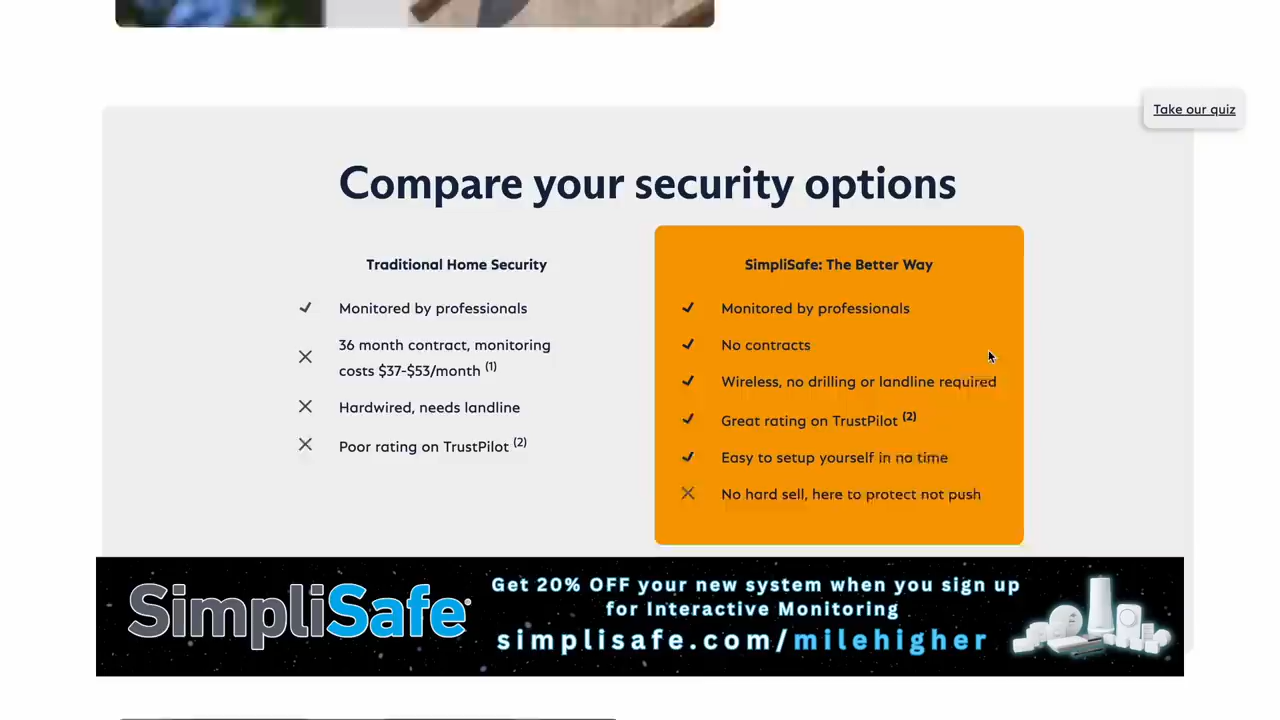 Take our quiz
Compare your security options
Traditional Home Security
Monitored by professionals
36 month contract, monitoring
costs $37-$53/month (1)
Hardwired, needs landline
Poor rating on TrustPilot (2)
SimpliSafe: The Better Way
Monitored by professionals
No contracts
Wireless, no drilling or landline required
Great rating on TrustPilot (2)
Easy to setup yourself in no time
No hard sell, here to protect not push
SimpliSafe
Get 20% OFF your new system when you sign up
for Interactive Monitoring
simplisafe.com/milehigher